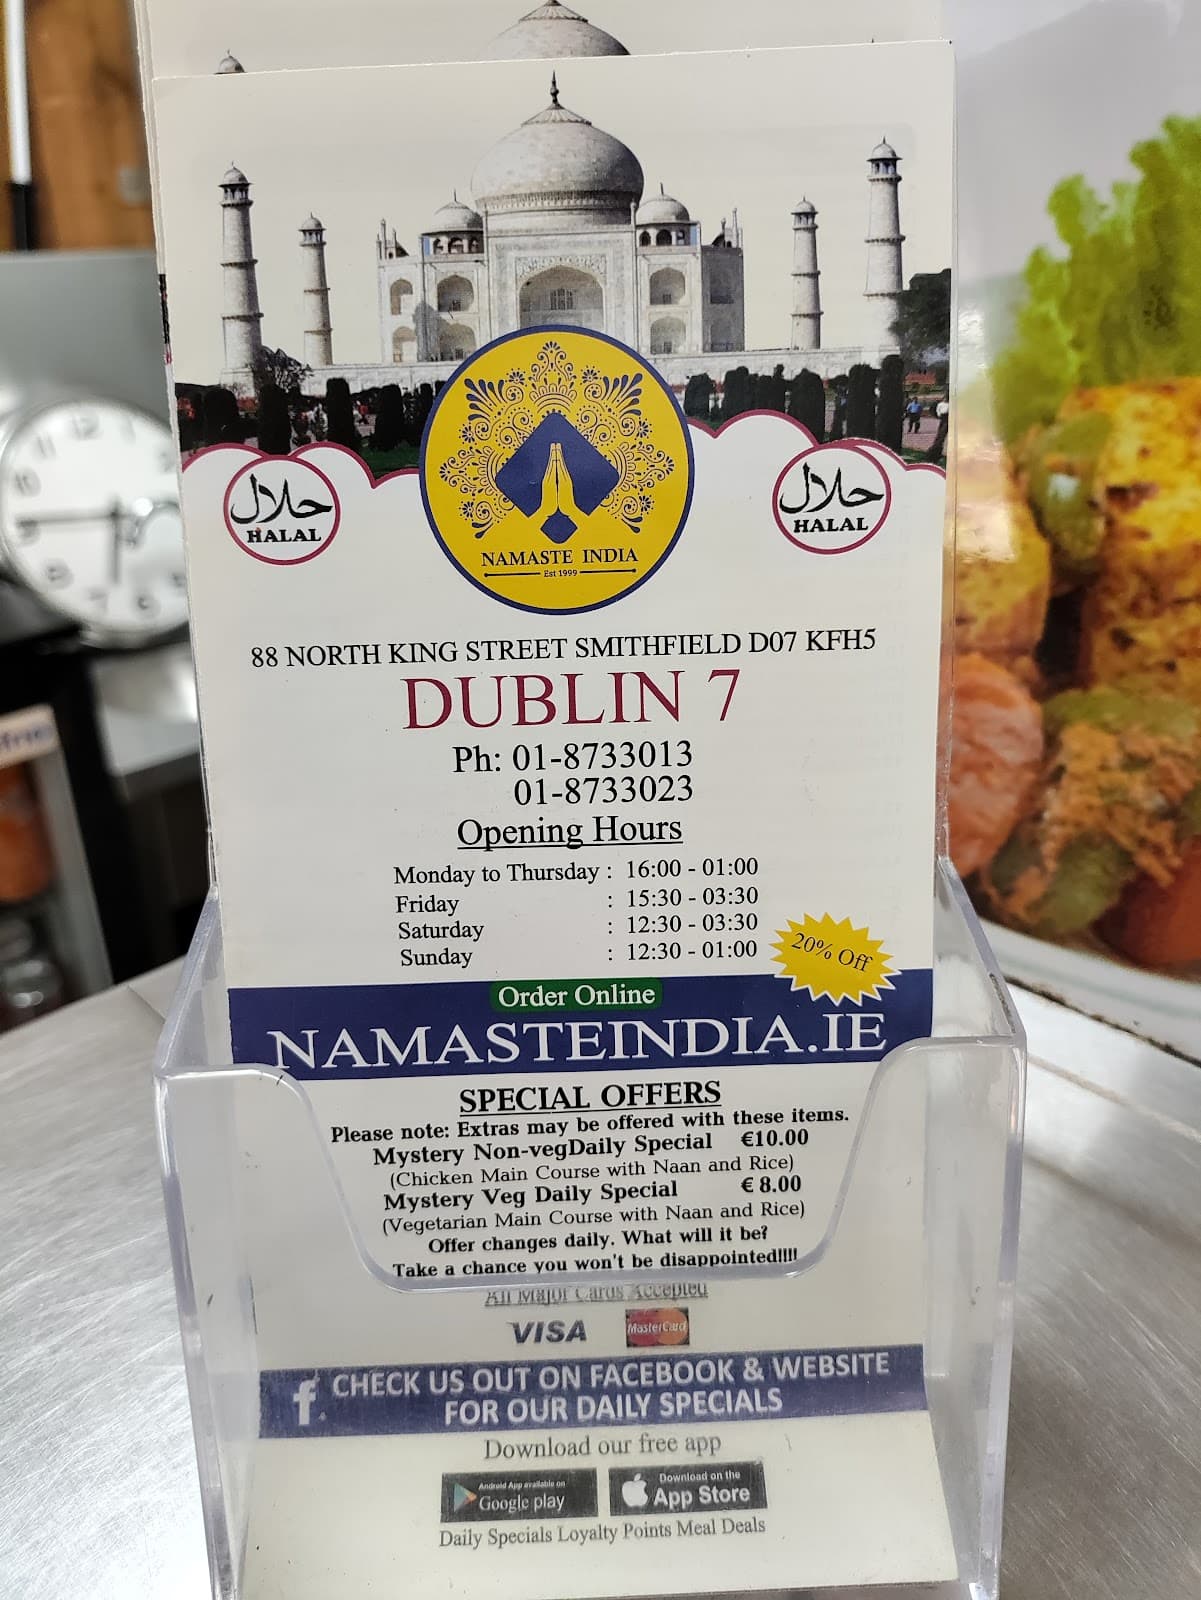 حلال
HALAL
حلال
HALAL
NAMASTE INDIA
Est 1999
88 NORTH KING STREET SMITHFIELD D07 KFH5
DUBLIN 7
Ph: 01-8733013
01-8733023
Opening Hours
Monday to Thursday : 16:00 - 01:00
Friday : 15:30 - 03:30
Saturday : 12:30 - 03:30
Sunday : 12:30 - 01:00
20% Off
Order Online
NAMASTEINDIA.IE
SPECIAL OFFERS
Please note: Extras may be offered with these items.
Mystery Non-vegDaily Special €10.00
(Chicken Main Course with Naan and Rice)
Mystery Veg Daily Special € 8.00
(Vegetarian Main Course with Naan and Rice)
Offer changes daily. What will it be?
Take a chance you won't be disappointed!!!!
All Major Cards Accepted
VISA MasterCard
f CHECK US OUT ON FACEBOOK & WEBSITE
FOR OUR DAILY SPECIALS
Download our free app
Android App available on
Google play
Download on the
App Store
Daily Specials Loyalty Points Meal Deals